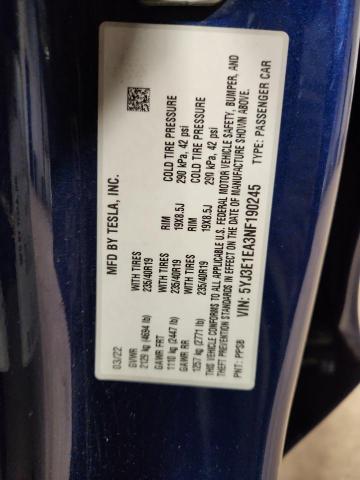 MFD BY TESLA, INC.
03/22
GVWR
2129 kg (4694 lb)
GAWR FRT WITH TIRES RIM COLD TIRE PRESSURE
1110 kg (2447 lb) 235/40R19 19X8.5J 290 kPa, 42 psi
GAWR RR WITH TIRES RIM COLD TIRE PRESSURE
1257 kg (2771 lb) 235/40R19 19X8.5J 290 kPa, 42 psi
THIS VEHICLE CONFORMS TO ALL APPLICABLE U.S. FEDERAL MOTOR VEHICLE SAFETY, BUMPER, AND
THEFT PREVENTION STANDARDS IN EFFECT ON THE DATE OF MANUFACTURE SHOWN ABOVE.
VIN: 5YJ3E1EA3NF190245 TYPE: PASSENGER CAR
PNT: PPSB